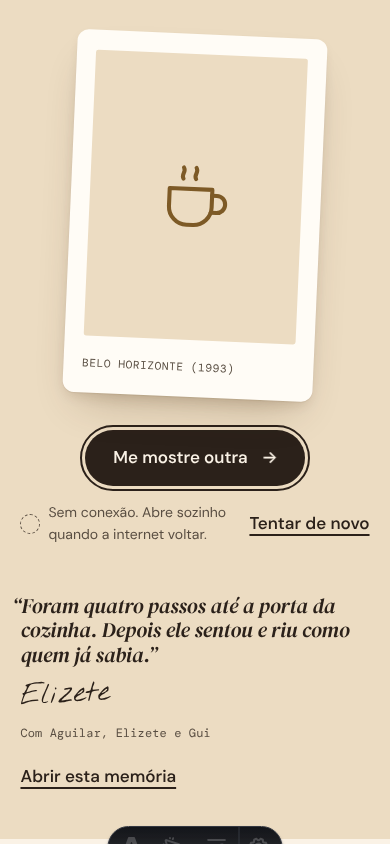 BELO HORIZONTE (1993)
Me mostre outra →
Sem conexão. Abre sozinho
quando a internet voltar.
Tentar de novo
“Foram quatro passos até a porta da
cozinha. Depois ele sentou e riu como
quem já sabia.”
Elizete
Com Aguilar, Elizete e Gui
Abrir esta memória